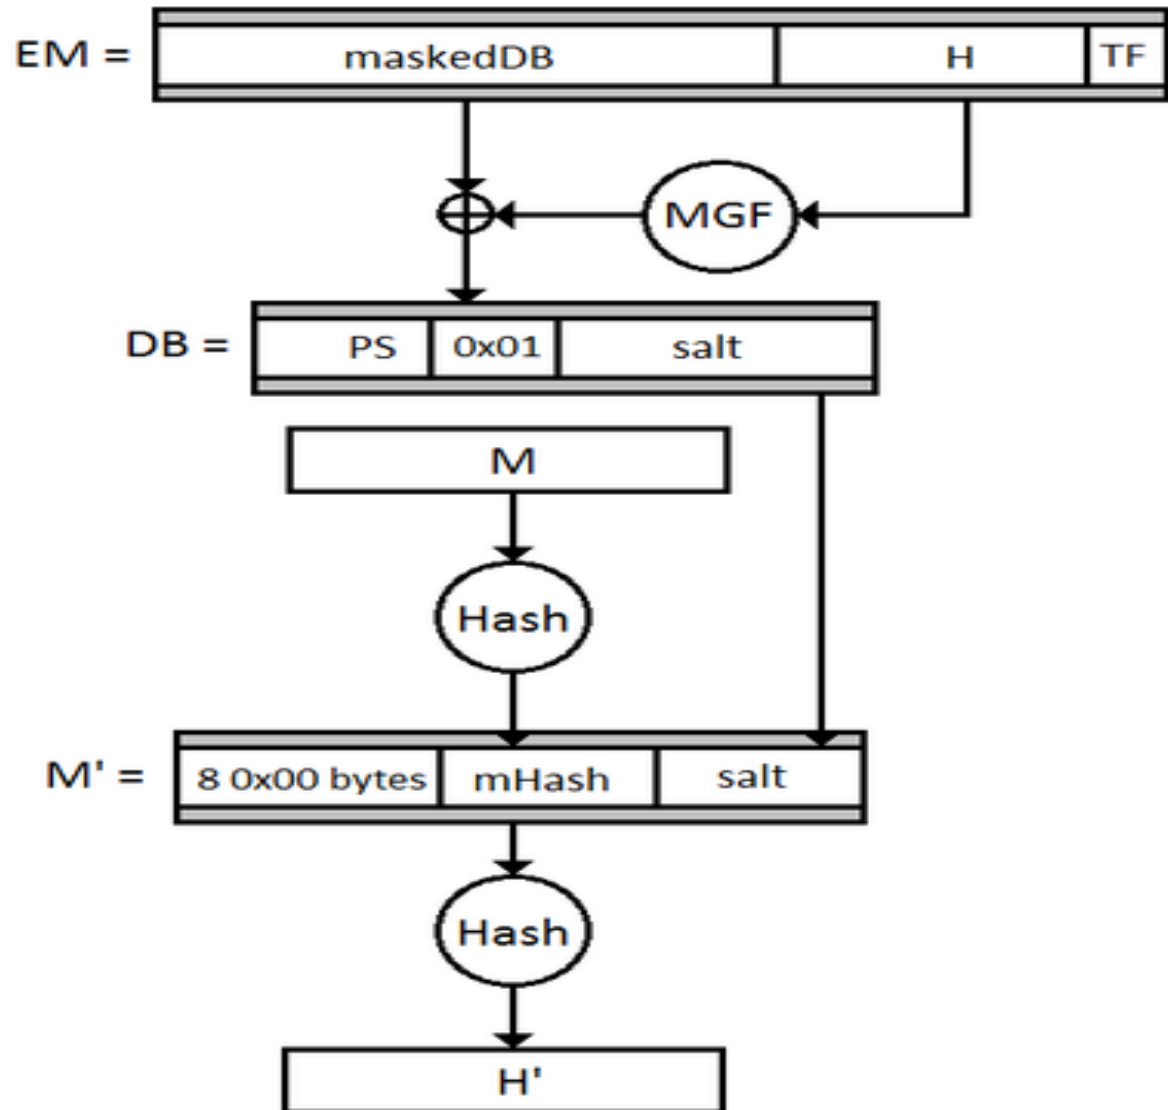 EM = maskedDB H TF
MGF
DB = PS 0x01 salt
M
Hash
M' = 8 0x00 bytes mHash salt
Hash
H'